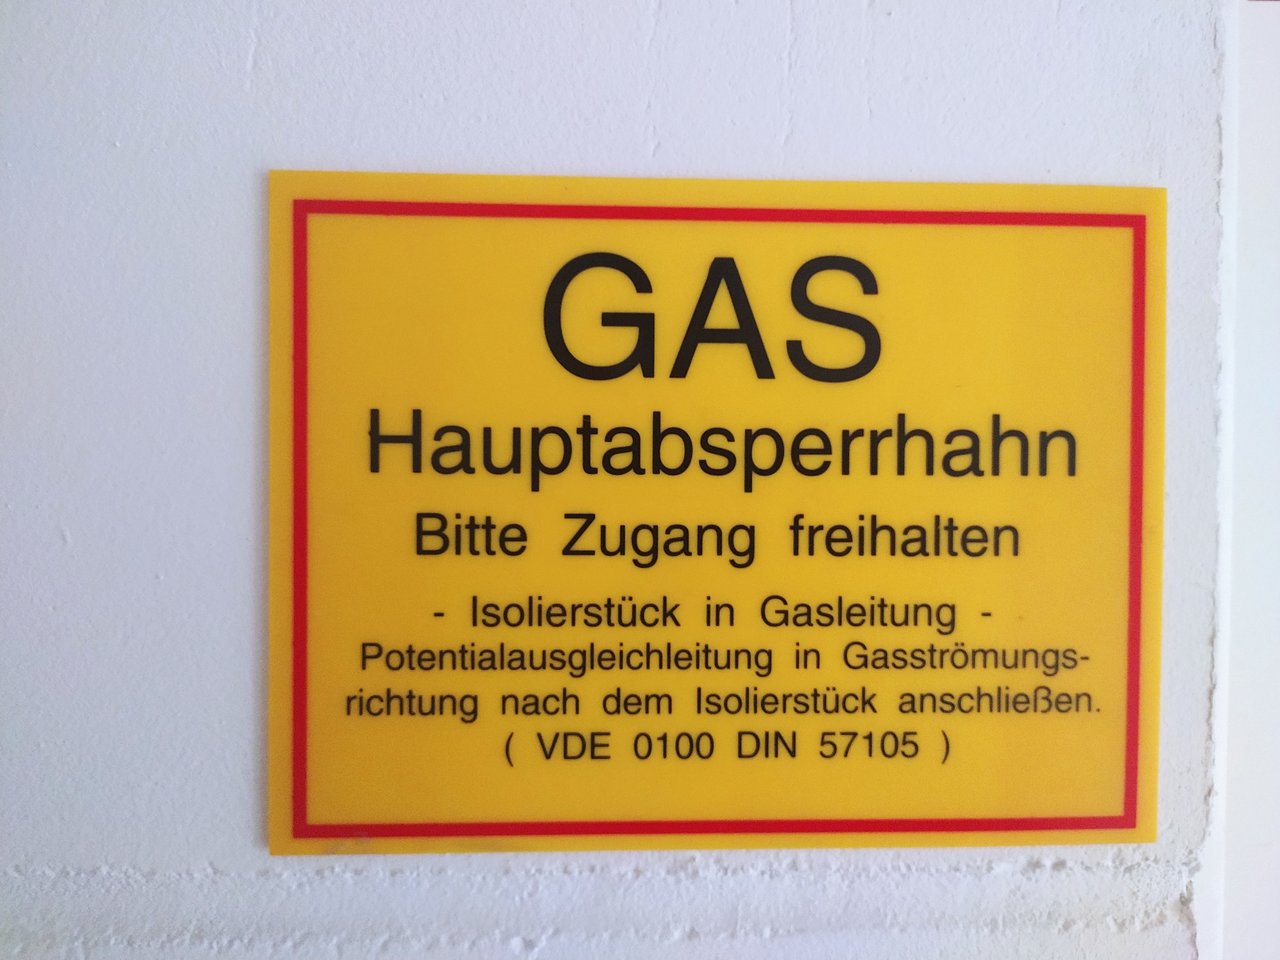 GAS
Hauptabsperrhahn
Bitte Zugang freihalten
- Isolierstück in Gasleitung -
Potentialausgleichleitung in Gasströmungs-
richtung nach dem Isolierstück anschließen.
( VDE 0100 DIN 57105 )